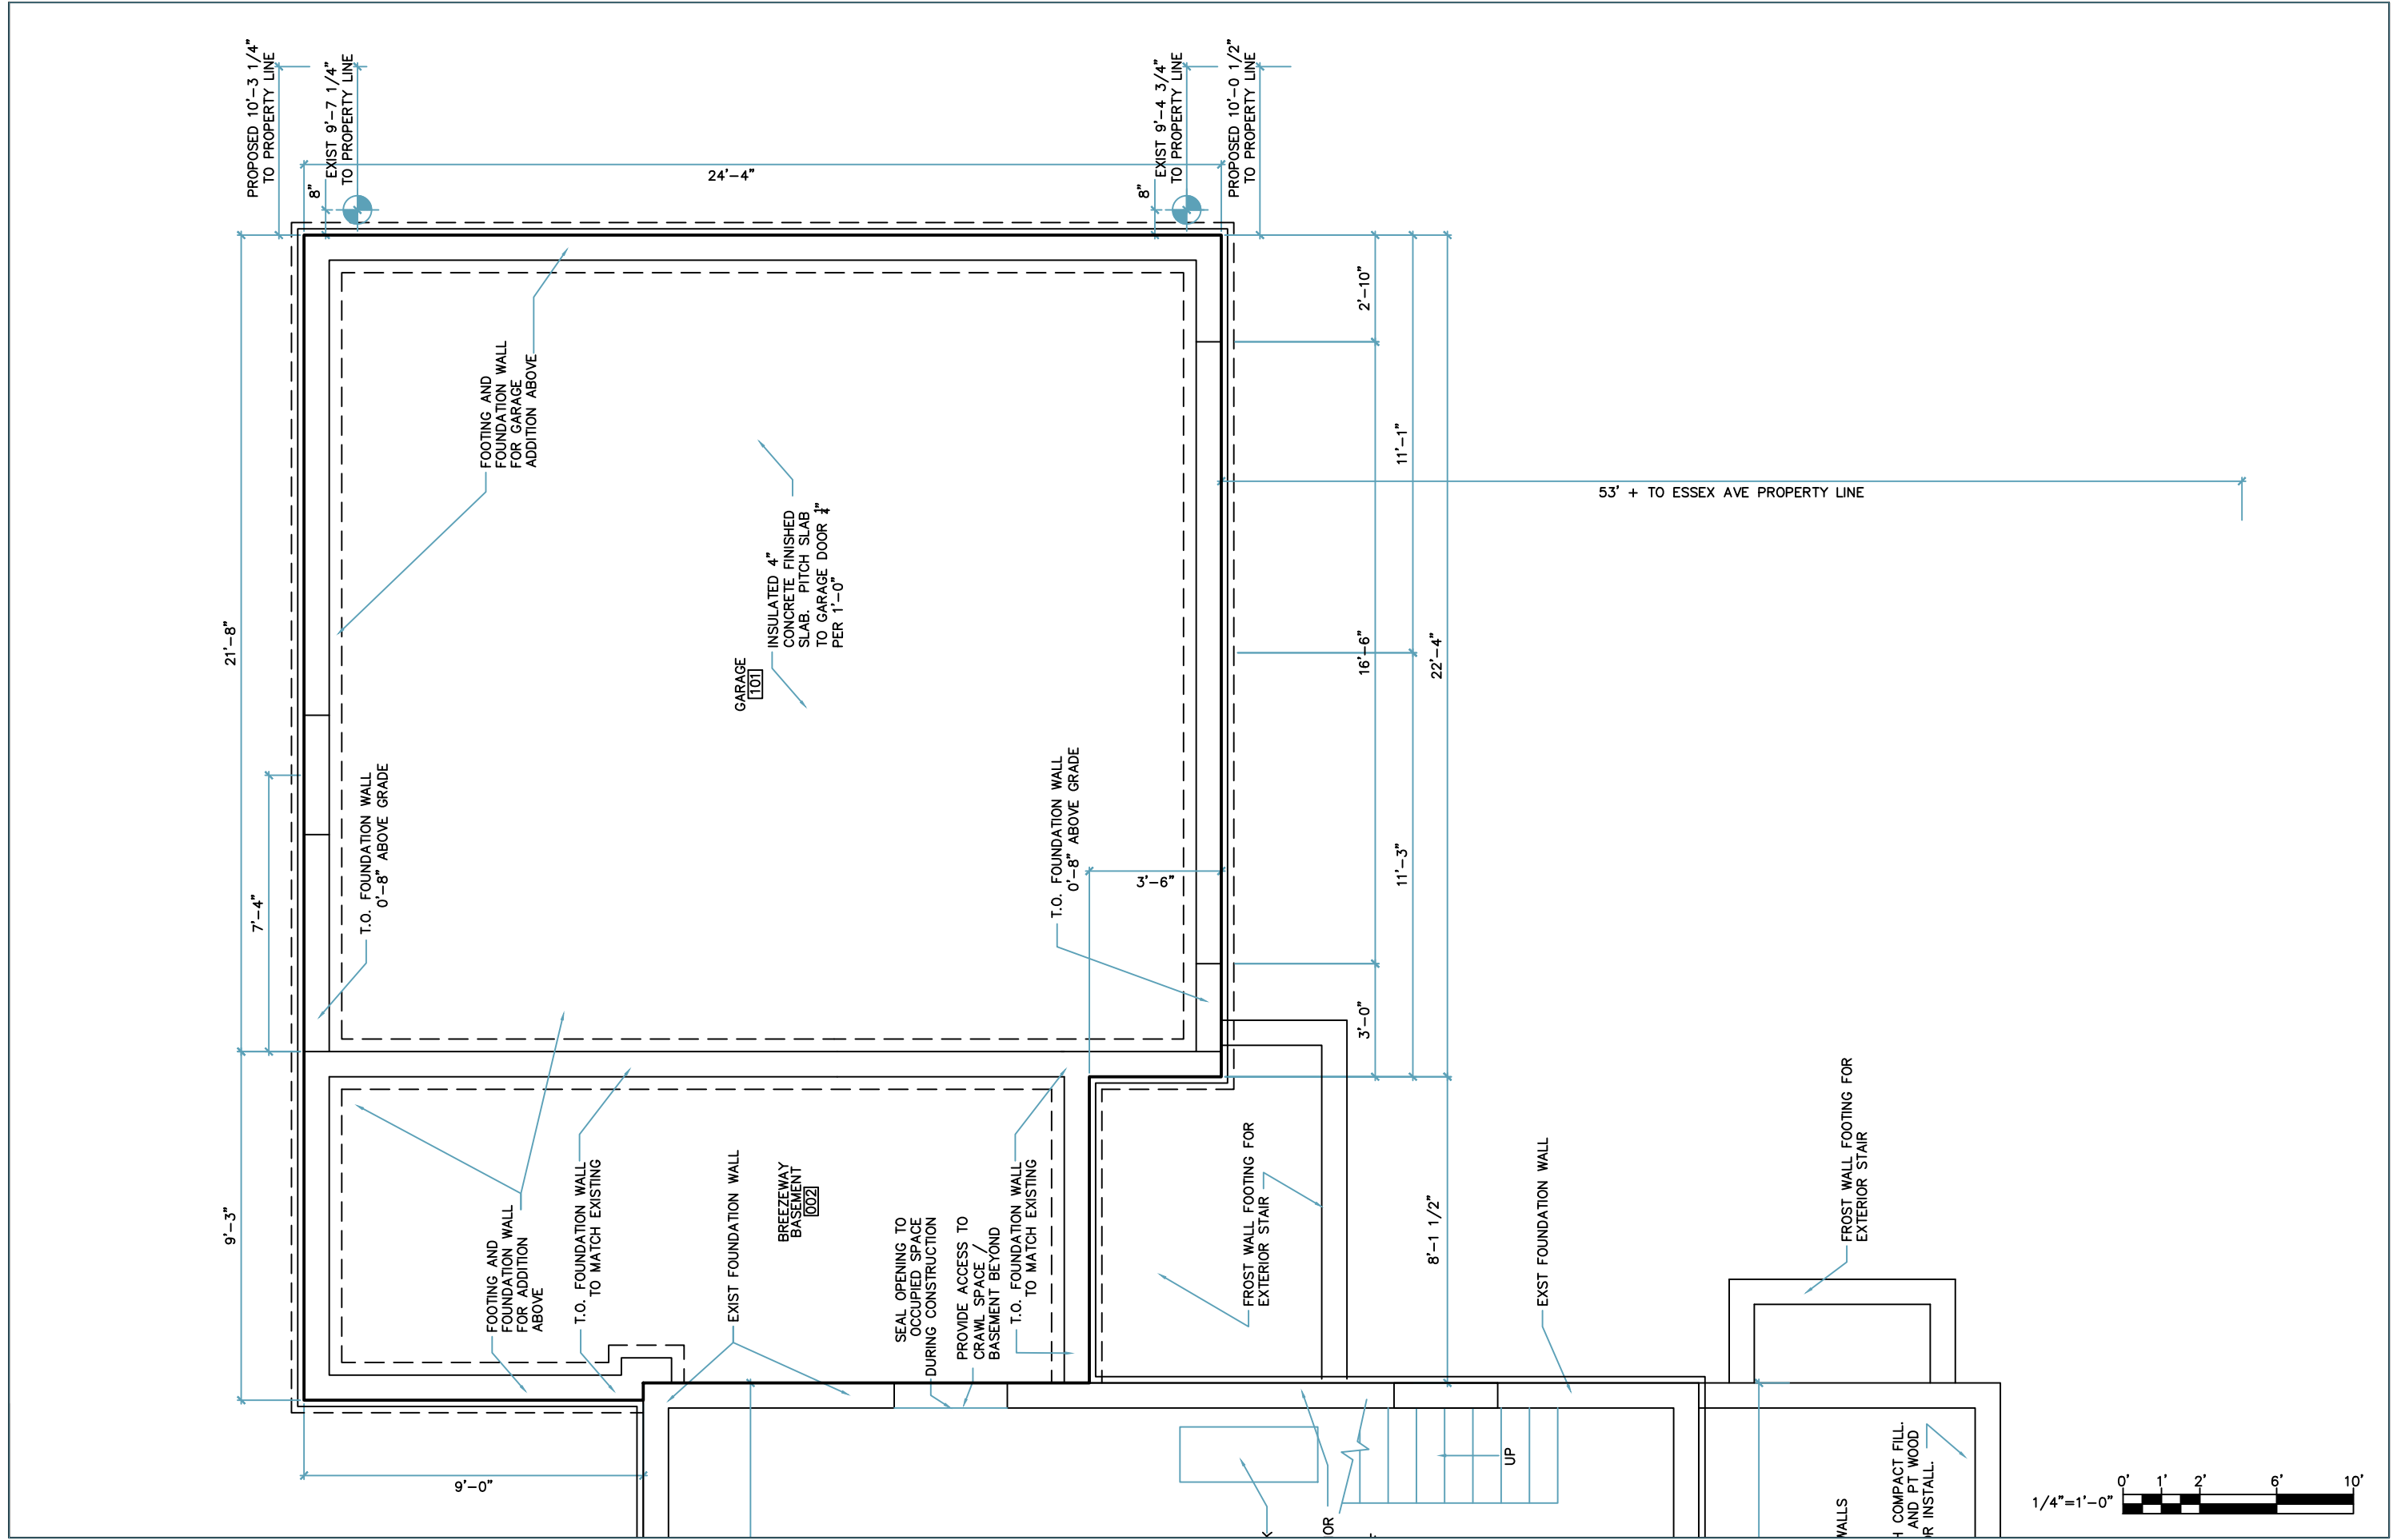 PROPOSED 10'-3 1/4"
TO PROPERTY LINE
EXIST 9'-7 1/4"
TO PROPERTY LINE
8"
24'-4"
8"
EXIST 9'-4 3/4"
TO PROPERTY LINE
PROPOSED 10'-0 1/2"
TO PROPERTY LINE
21'-8"
7'-4"
9'-3"
9'-0"
FOOTING AND
FOUNDATION WALL
FOR GARAGE
ADDITION ABOVE
T.O. FOUNDATION WALL
0'-8" ABOVE GRADE
GARAGE
101
INSULATED 4"
CONCRETE FINISHED
SLAB. PITCH SLAB
TO GARAGE DOOR 1/4"
PER 1'-0"
T.O. FOUNDATION WALL
0'-8" ABOVE GRADE
3'-6"
2'-10"
16'-6"
3'-0"
11'-1"
11'-3"
22'-4"
8'-1 1/2"
53' + TO ESSEX AVE PROPERTY LINE
FOOTING AND
FOUNDATION WALL
FOR ADDITION
ABOVE
T.O. FOUNDATION WALL
TO MATCH EXISTING
EXIST FOUNDATION WALL
BREEZEWAY
BASEMENT
002
SEAL OPENING TO
OCCUPIED SPACE
DURING CONSTRUCTION
PROVIDE ACCESS TO
CRAWL SPACE /
BASEMENT BEYOND
T.O. FOUNDATION WALL
TO MATCH EXISTING
FROST WALL FOOTING FOR
EXTERIOR STAIR
EXST FOUNDATION WALL
FROST WALL FOOTING FOR
EXTERIOR STAIR
UP
OR
WALLS
COMPACT FILL.
AND PT WOOD
R INSTALL.
1/4"=1'-0"
0' 1' 2' 6' 10'